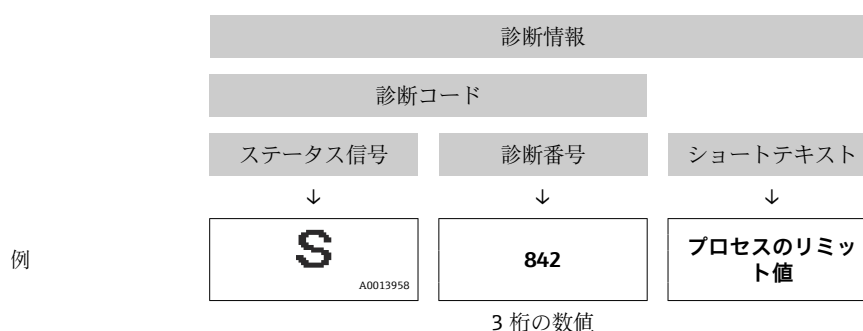 診断情報
診断コード
ステータス信号
診断番号
ショートテキスト
↓
↓
↓
例
S
A0013958
842
プロセスのリミッ
ト値
3 桁の数値